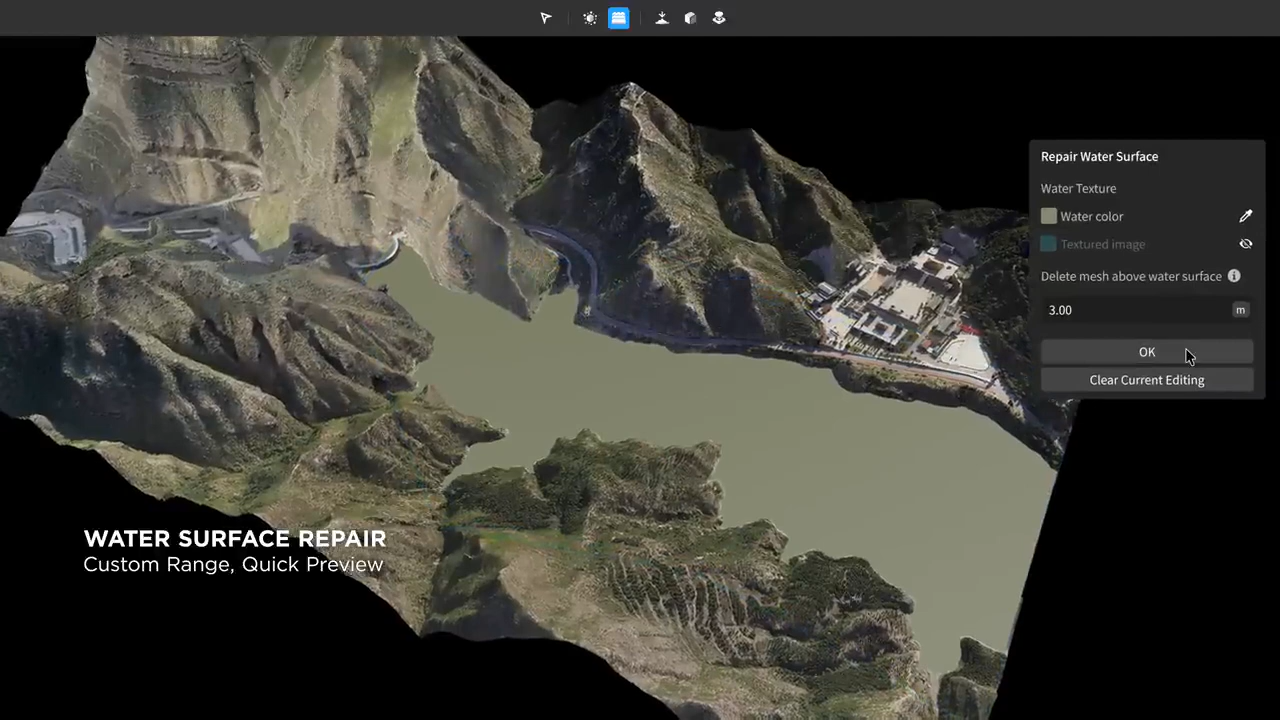 Repair Water Surface
Water Texture
Water color
Textured image
Delete mesh above water surface
3.00 m
OK
Clear Current Editing
WATER SURFACE REPAIR
Custom Range, Quick Preview